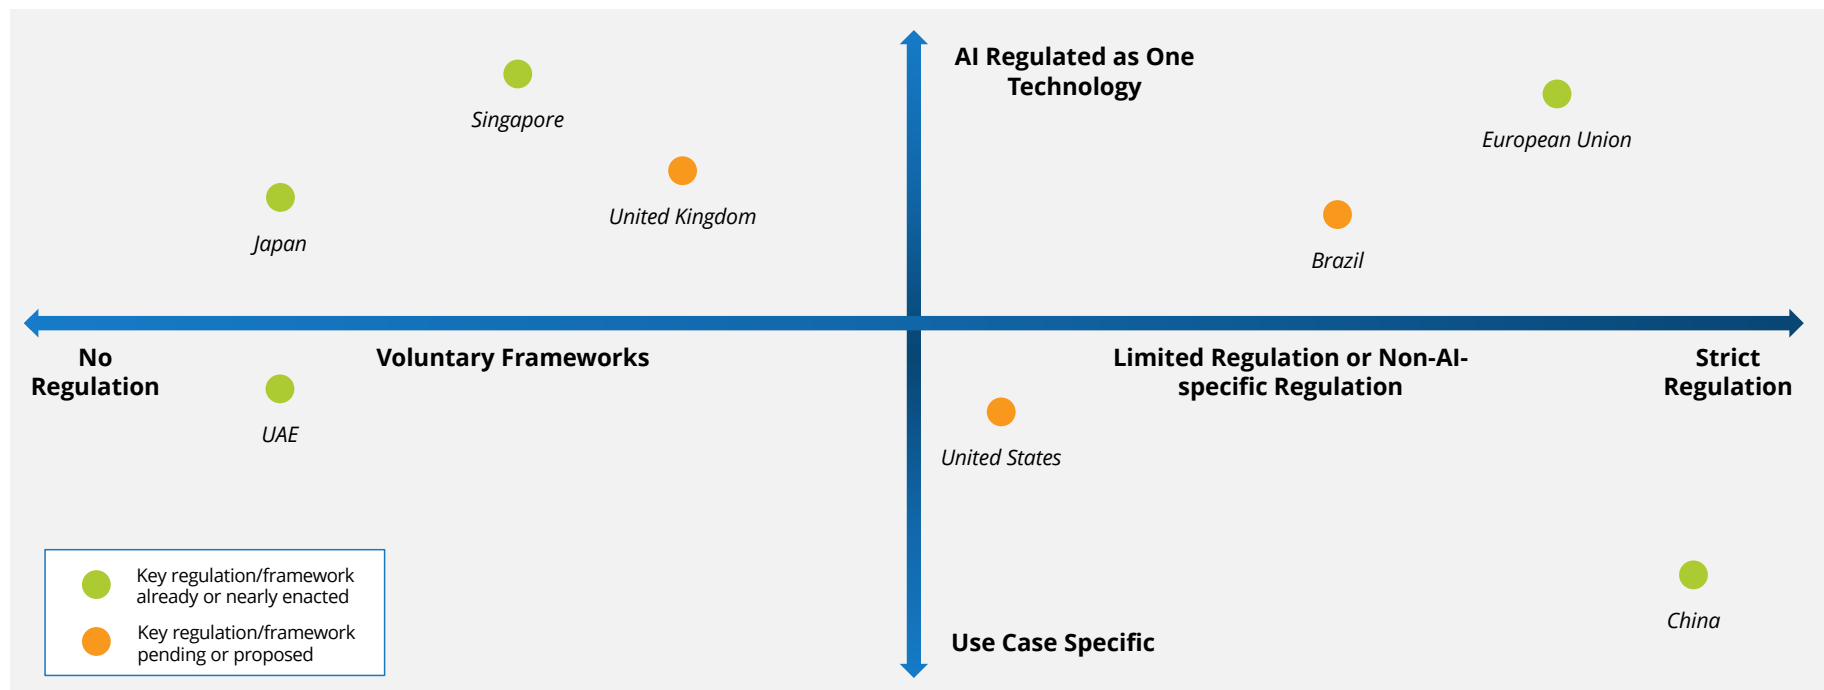 AI Regulated as One
Technology
Singapore
European Union
United Kingdom
Japan
Brazil
No
Regulation
Voluntary Frameworks
Limited Regulation or Non-AI-
specific Regulation
Strict
Regulation
UAE
United States
Key regulation/framework
already or nearly enacted
Key regulation/framework
pending or proposed
China
Use Case Specific